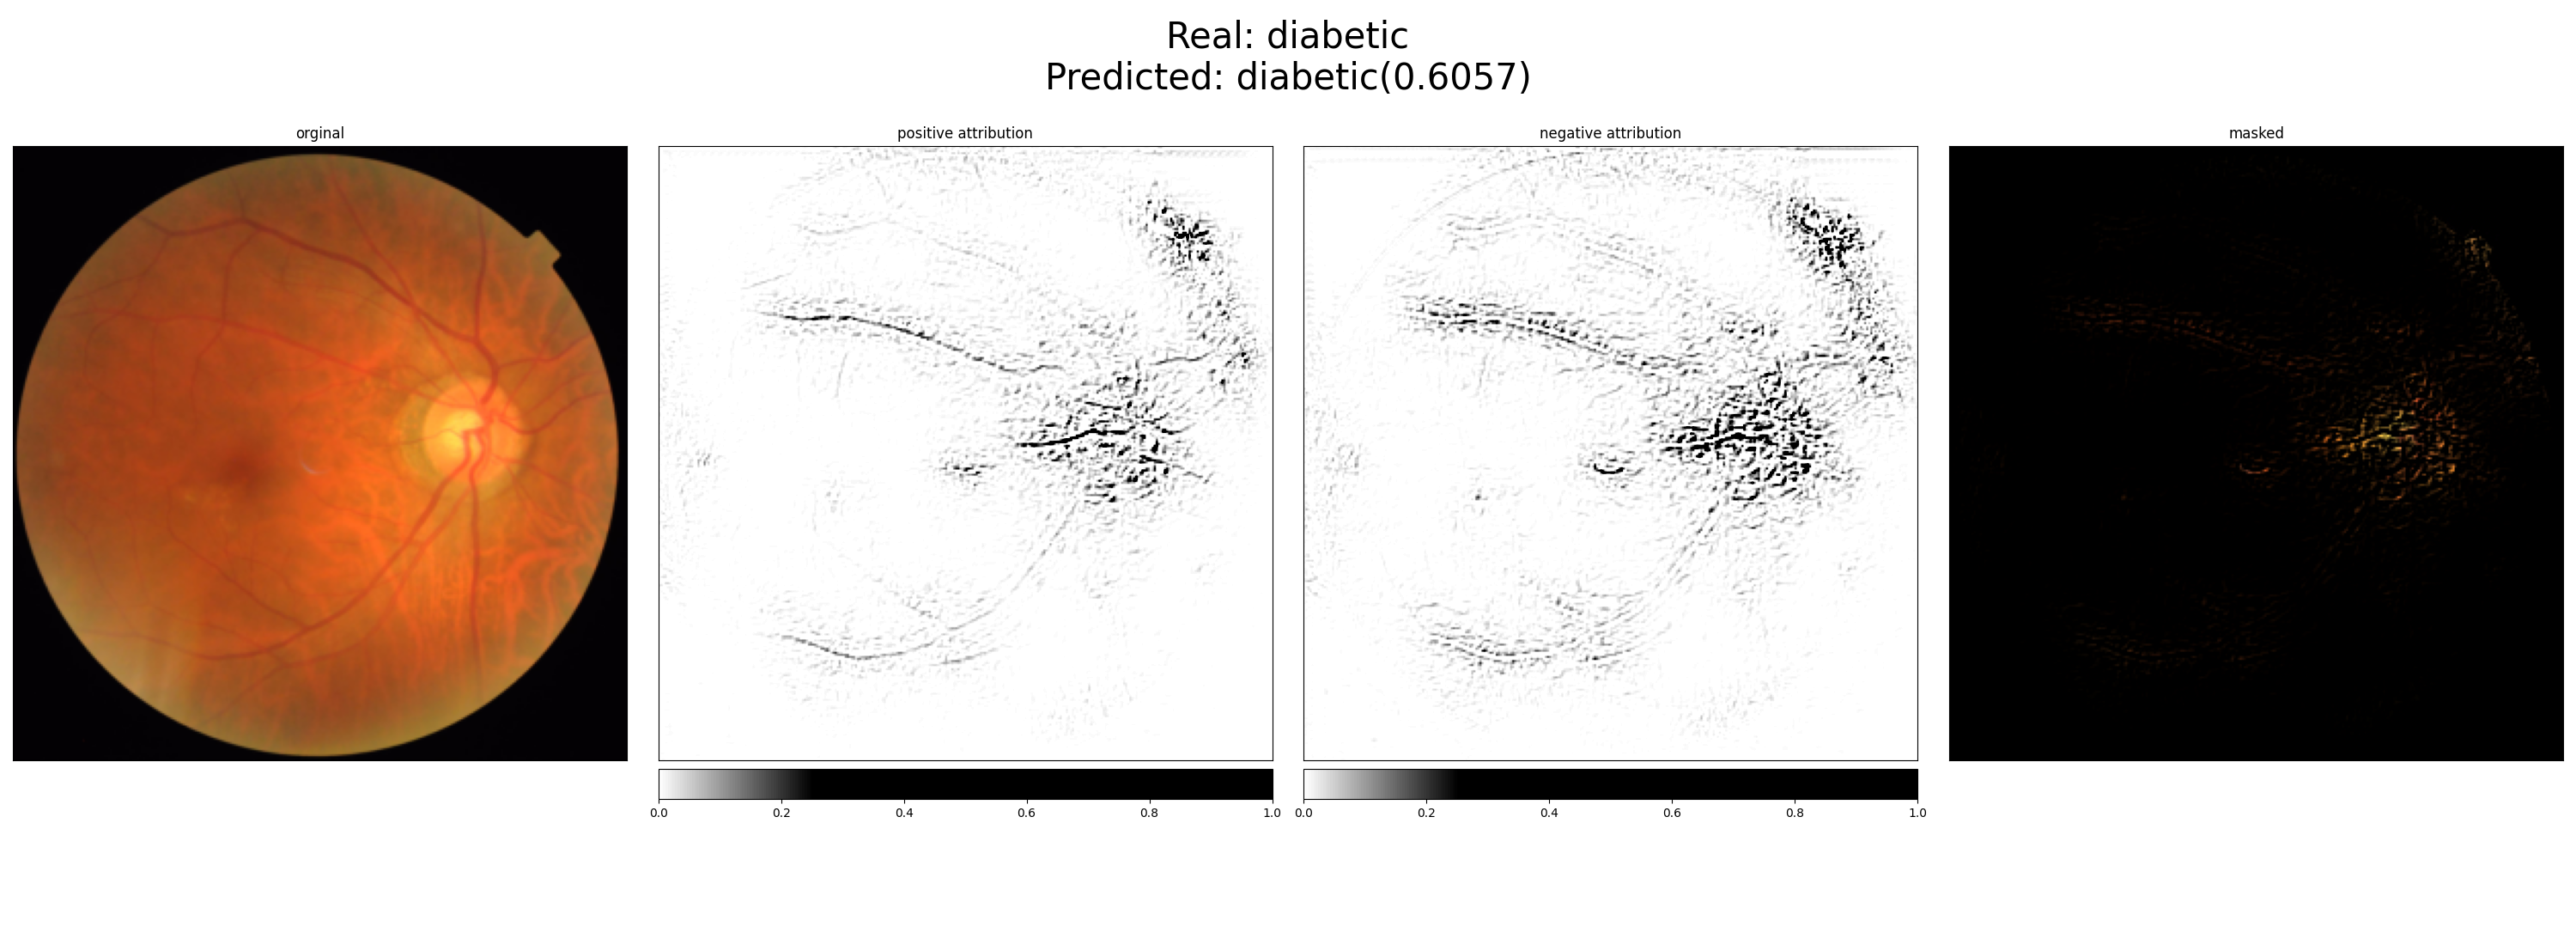 Real: diabetic
Predicted: diabetic(0.6057)
orginal
positive attribution
negative attribution
masked
0.0 0.2 0.4 0.6 0.8 1.0
0.0 0.2 0.4 0.6 0.8 1.0